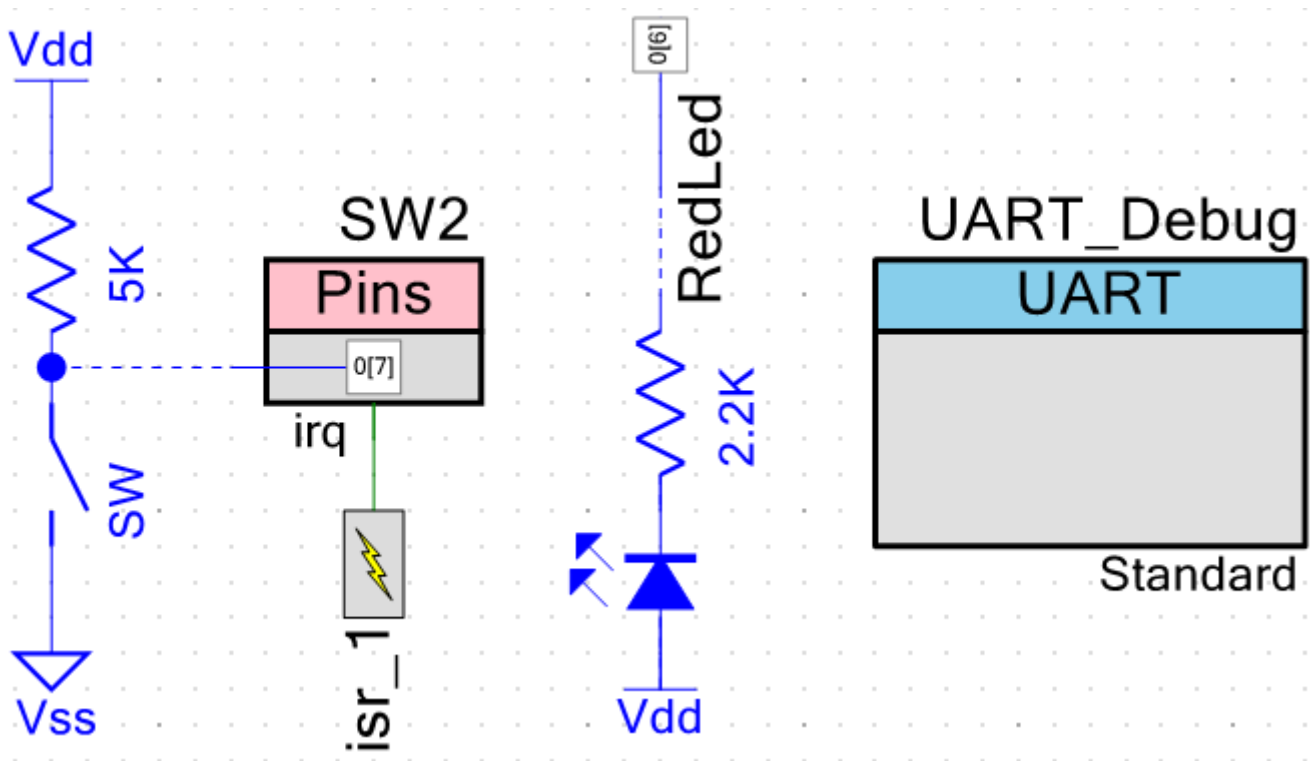 Vdd
5K
SW
Vss
SW2
Pins
0[7]
irq
isr_1
0[6]
RedLed
2.2K
Vdd
UART_Debug
UART
Standard